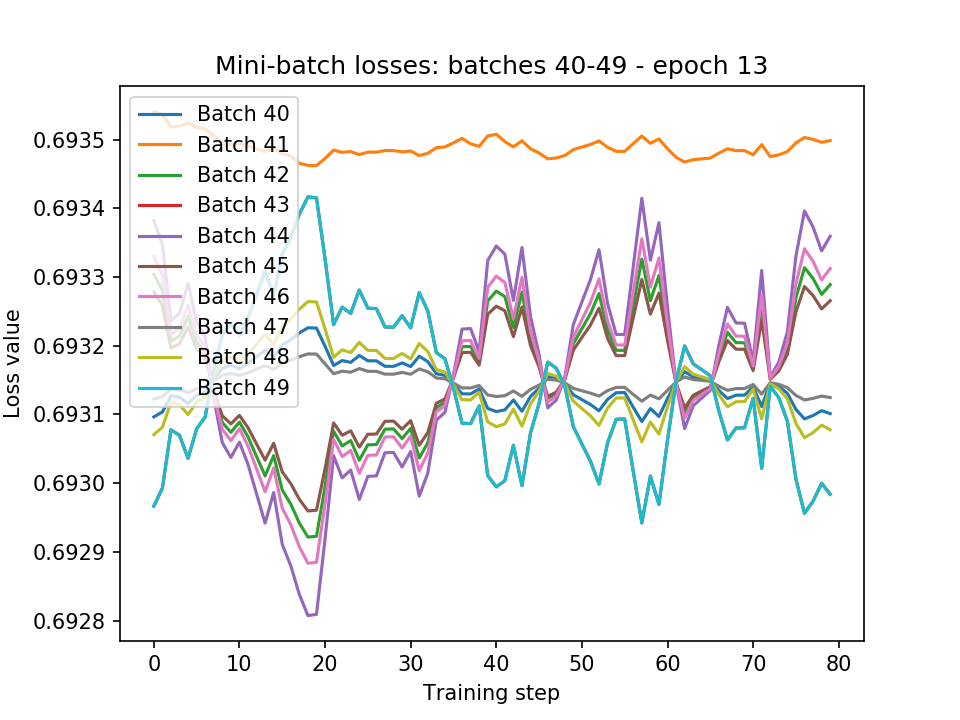 Mini-batch losses: batches 40-49 - epoch 13
Loss value
0.6935
0.6934
0.6933
0.6932
0.6931
0.6930
0.6929
0.6928
Batch 40
Batch 41
Batch 42
Batch 43
Batch 44
Batch 45
Batch 46
Batch 47
Batch 48
Batch 49
0 10 20 30 40 50 60 70 80
Training step